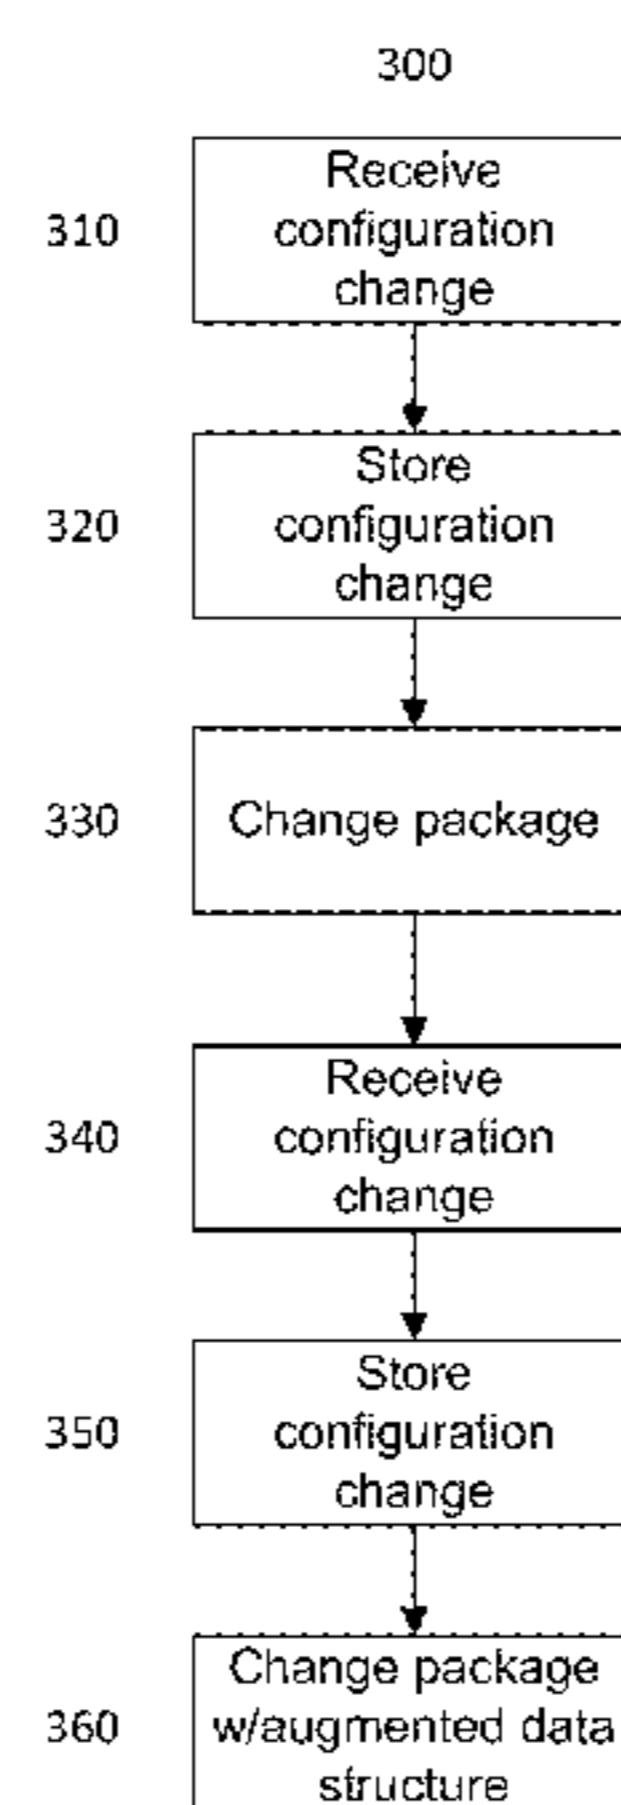 300
310
Receive
configuration
change
320
Store
configuration
change
330
Change package
340
Receive
configuration
change
350
Store
configuration
change
360
Change package
w/augmented data
structure